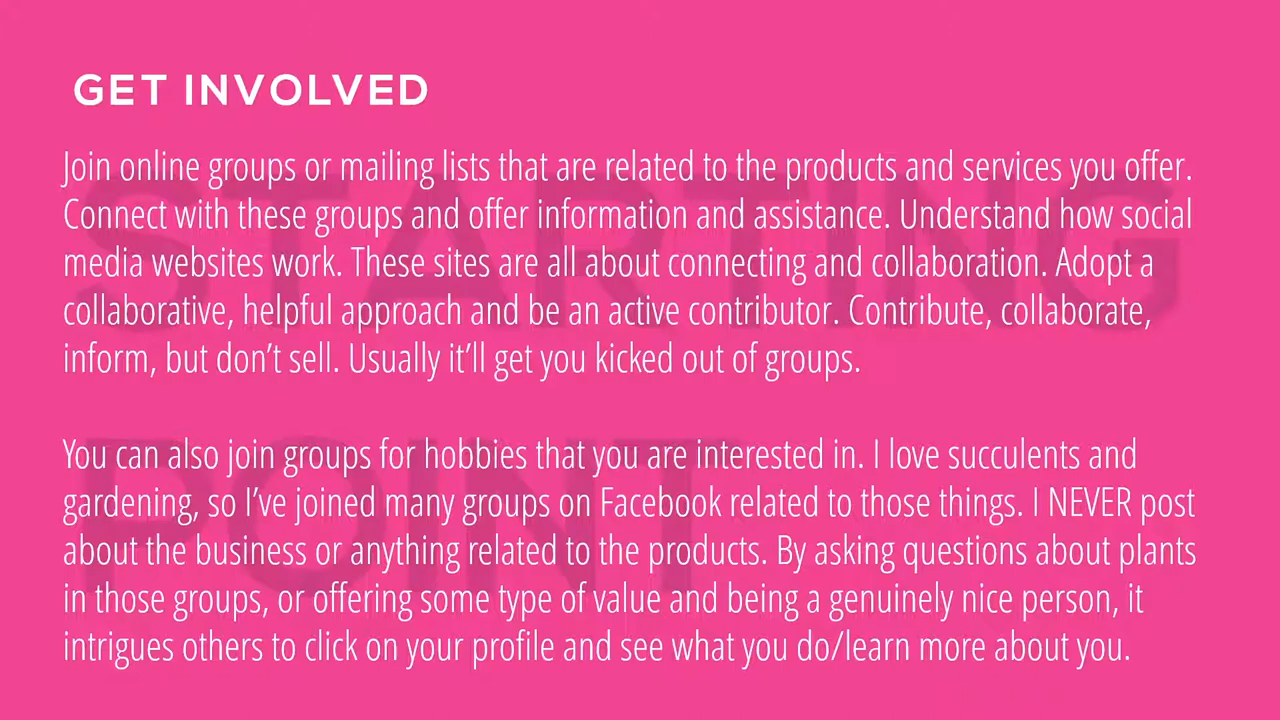 GET INVOLVED
Join online groups or mailing lists that are related to the products and services you offer.
Connect with these groups and offer information and assistance. Understand how social
media websites work. These sites are all about connecting and collaboration. Adopt a
collaborative, helpful approach and be an active contributor. Contribute, collaborate,
inform, but don’t sell. Usually it’ll get you kicked out of groups.
You can also join groups for hobbies that you are interested in. I love succulents and
gardening, so I’ve joined many groups on Facebook related to those things. I NEVER post
about the business or anything related to the products. By asking questions about plants
in those groups, or offering some type of value and being a genuinely nice person, it
intrigues others to click on your profile and see what you do/learn more about you.
STARTING
POINT